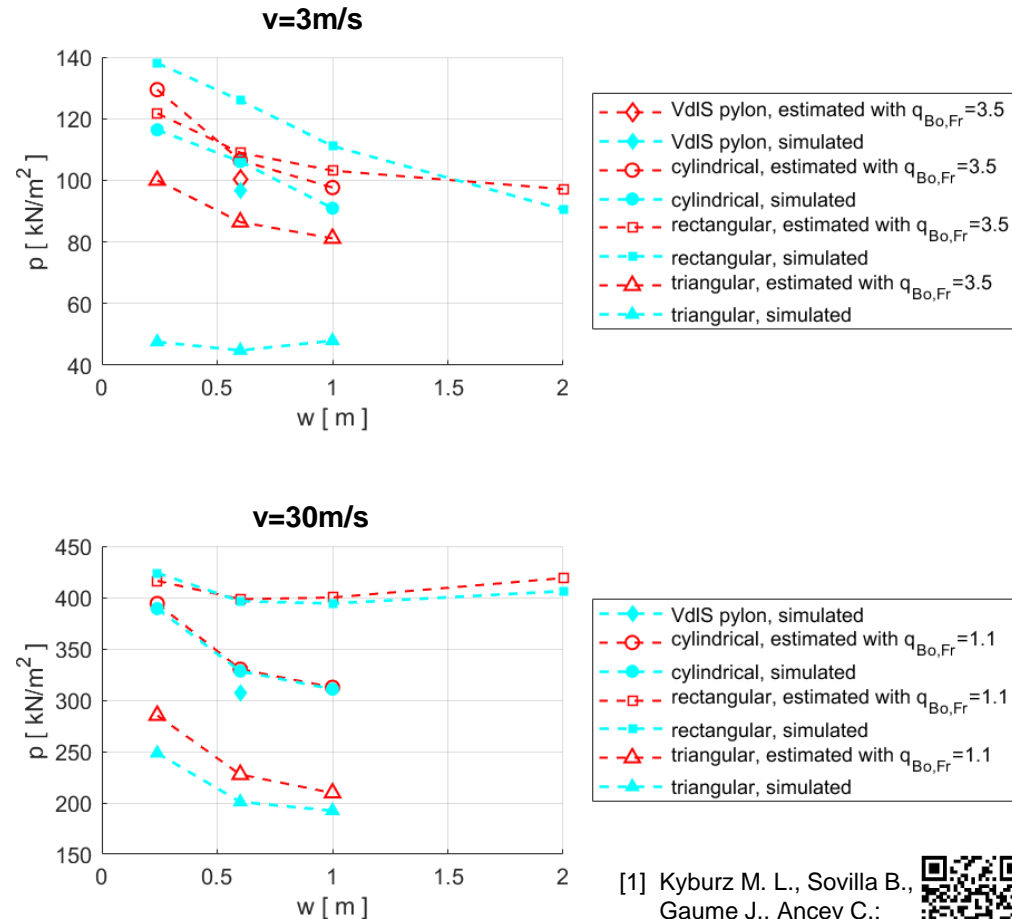 v=3m/s
140
120
100
80
60
40
p [ kN/m2 ]
0
0.5
1
1.5
2
w [ m ]
VdlS pylon, estimated with qBo,Fr=3.5
VdlS pylon, simulated
cylindrical, estimated with qBo,Fr=3.5
cylindrical, simulated
rectangular, estimated with qBo,Fr=3.5
rectangular, simulated
triangular, estimated with qBo,Fr=3.5
triangular, simulated
v=30m/s
450
400
350
300
250
200
150
p [ kN/m2 ]
0
0.5
1
1.5
2
w [ m ]
VdlS pylon, simulated
cylindrical, estimated with qBo,Fr=1.1
cylindrical, simulated
rectangular, estimated with qBo,Fr=1.1
rectangular, simulated
triangular, estimated with qBo,Fr=1.1
triangular, simulated
[1] Kyburz M. L., Sovilla B.,
Gaume J., Ancey C.: